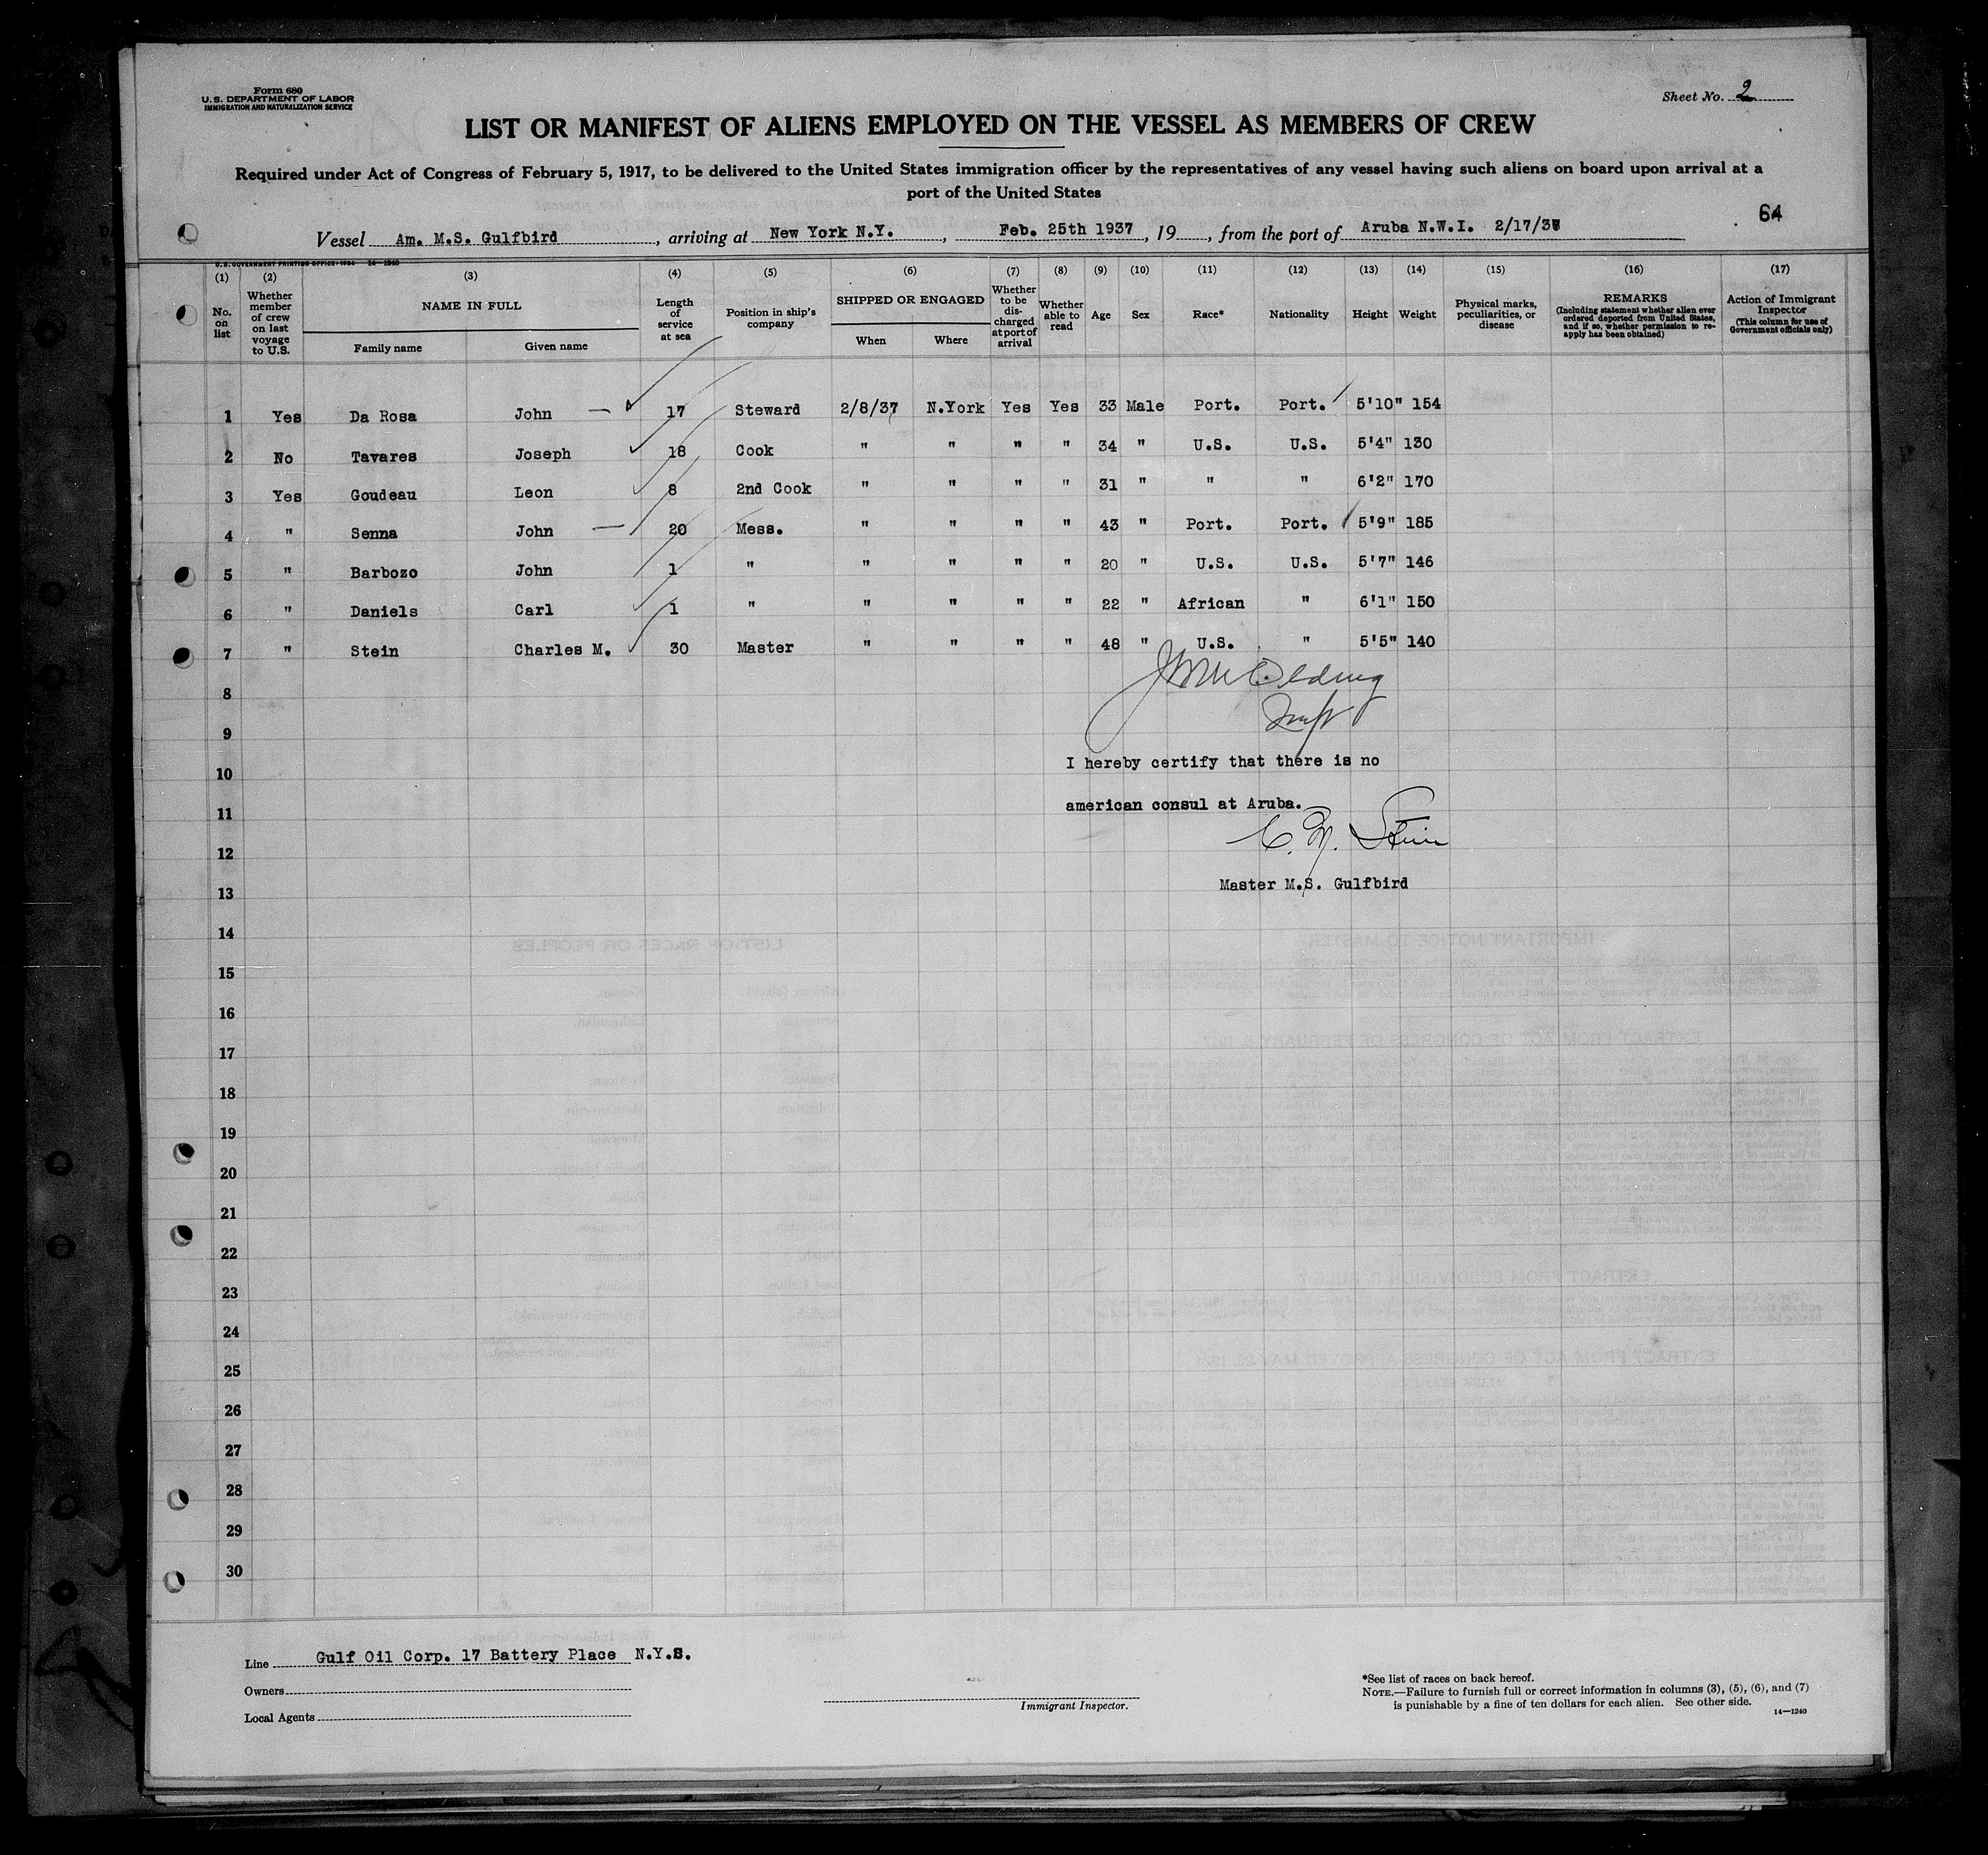 Form 680
U. S. DEPARTMENT OF LABOR
IMMIGRATION AND NATURALIZATION SERVICE
Sheet No. 2
LIST OR MANIFEST OF ALIENS EMPLOYED ON THE VESSEL AS MEMBERS OF CREW
Required under Act of Congress of February 5, 1917, to be delivered to the United States immigration officer by the representatives of any vessel having such aliens on board upon arrival at a
port of the United States
64
Vessel Am. M.S. Gulfbird, arriving at New York N.Y., Feb. 25th 1937, 19, from the port of Aruba N.W.I. 2/17/37
U. S. GOVERNMENT PRINTING OFFICE: 1934 14—1240
(1) (2) (3) (4) (5) (6) (7) (8) (9) (10) (11) (12) (13) (14) (15) (16) (17)
No. on list
Whether member of crew on last voyage to U.S.
NAME IN FULL
Family name Given name
Length of service at sea
Position in ship's company
SHIPPED OR ENGAGED
When Where
Whether to be discharged at port of arrival
Whether able to read
Age
Sex
Race*
Nationality
Height
Weight
Physical marks, peculiarities, or disease
REMARKS
(Including statement whether alien ever ordered deported from United States, and if so, whether permission to re-apply has been obtained)
Action of Immigrant Inspector
(This column for use of Government officials only)
1 Yes Da Rosa John — 17 Steward 2/8/37 N.York Yes Yes 33 Male Port. Port. 5'10" 154
2 No Tavares Joseph 18 Cook " " " " 34 " U.S. U.S. 5'4" 130
3 Yes Goudeau Leon 8 2nd Cook " " " " 31 " " " 6'2" 170
4 " Senna John — 20 Mess. " " " " 43 " Port. Port. 5'9" 185
5 " Barbozo John 1 " " " " " 20 " U.S. U.S. 5'7" 146
6 " Daniels Carl 1 " " " " " 22 " African " 6'1" 150
7 " Stein Charles M. 30 Master " " " " 48 " U.S. " 5'5" 140
8
9
I hereby certify that there is no
10
american consul at Aruba.
11
C. M. Stein
12
Master M.S. Gulfbird
13
14
15
16
17
18
19
20
21
22
23
24
25
26
27
28
29
30
Line Gulf Oil Corp. 17 Battery Place N.Y.C.
Owners
Local Agents
Immigrant Inspector.
*See list of races on back hereof.
NOTE.—Failure to furnish full or correct information in columns (3), (5), (6), and (7)
is punishable by a fine of ten dollars for each alien. See other side.
14—1240